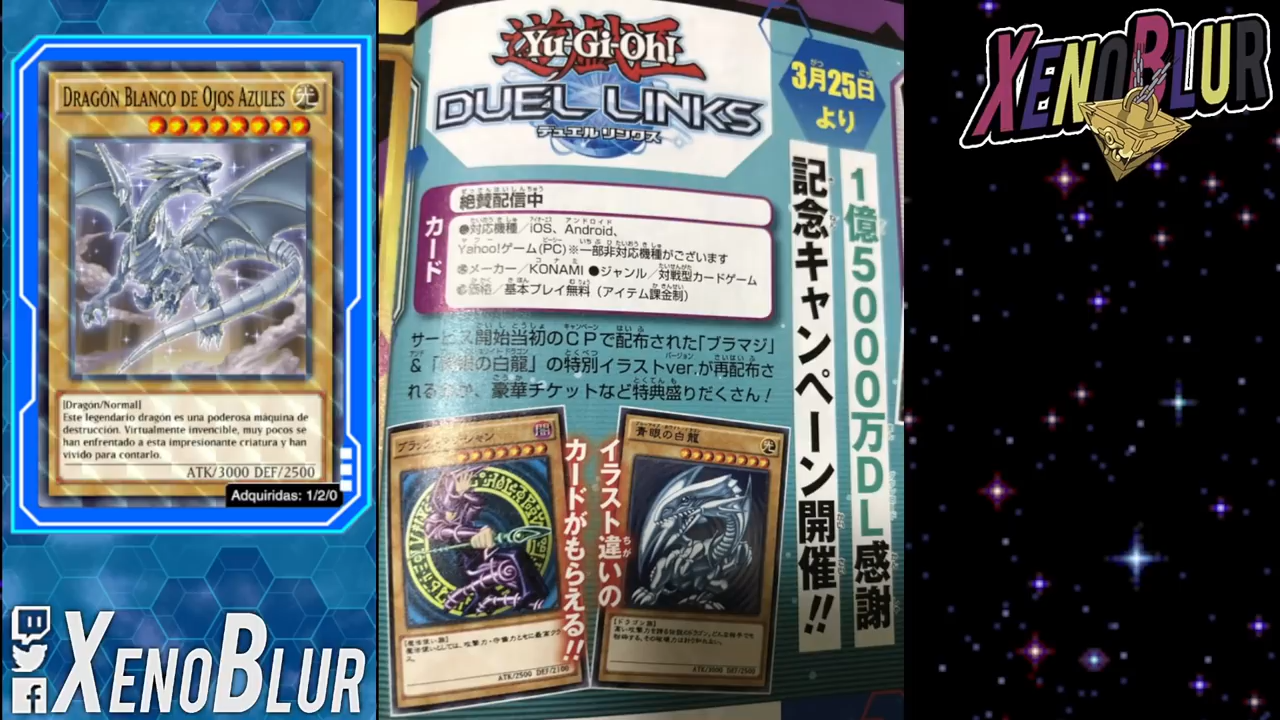 DRAGÓN BLANCO DE OJOS AZULES
光
[Dragón/Normal]
Este legendario dragón es una poderosa máquina de
destrucción. Virtualmente invencible, muy pocos se
han enfrentado a esta impresionante criatura y han
vivido para contarlo.
ATK/3000 DEF/2500
Adquiridas: 1/2/0
XENOBLUR
Yu-Gi-Oh!
DUEL LINKS
デュエル リンクス
3月25日
より
1億5000万DL感謝
記念キャンペーン開催!!
カード
絶賛配信中
●対応機種/iOS、Android、
Yahoo!ゲーム(PC)※一部非対応機種がございます
メーカー/KONAMI ●ジャンル/対戦型カードゲーム
価格/基本プレイ無料(アイテム課金制)
サービス開始当初のCPで配布された「ブラマジ」
&「青眼の白龍」の特別イラストver.が再配布さ
れるほか、豪華チケットなど特典盛りだくさん!
イラスト違いの
カードがもらえる!!
ブラック・マジシャン
闇
[魔法使い族]
ATK/2500 DEF/2100
青眼の白龍
光
[ドラゴン族]
ATK/3000 DEF/2500
XENOBLUR